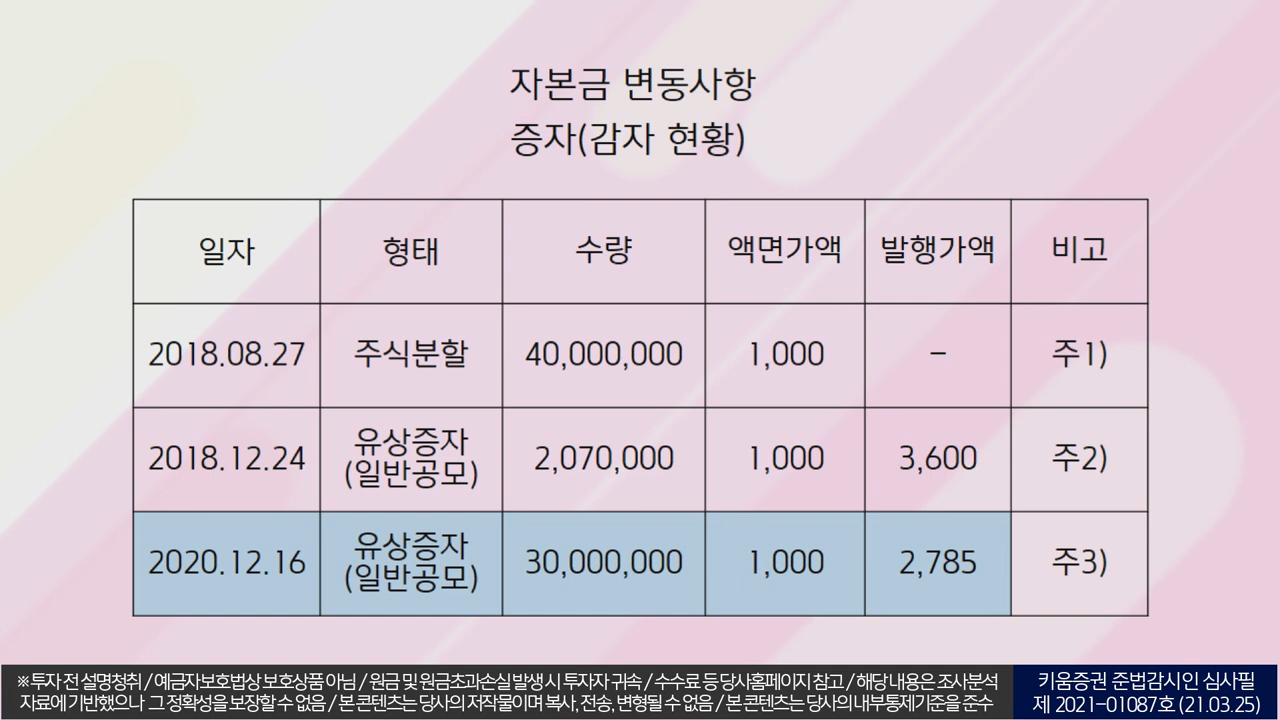 자본금 변동사항
증자(감자 현황)
일자 형태 수량 액면가액 발행가액 비고
2018.08.27 주식분할 40,000,000 1,000 – 주1)
2018.12.24 유상증자 (일반공모) 2,070,000 1,000 3,600 주2)
2020.12.16 유상증자 (일반공모) 30,000,000 1,000 2,785 주3)
※투자 전 설명청취 / 예금자보호법상 보호상품 아님 / 원금 및 원금초과손실 발생 시 투자자 귀속 / 수수료 등 당사홈페이지 참고 / 해당 내용은 조사분석
자료에 기반했으나 그 정확성을 보장할 수 없음 / 본 콘텐츠는 당사의 저작물이며 복사, 전송, 변형될 수 없음 / 본 콘텐츠는 당사의 내부통제기준을 준수
키움증권 준법감시인 심사필
제 2021-01087호 (21.03.25)